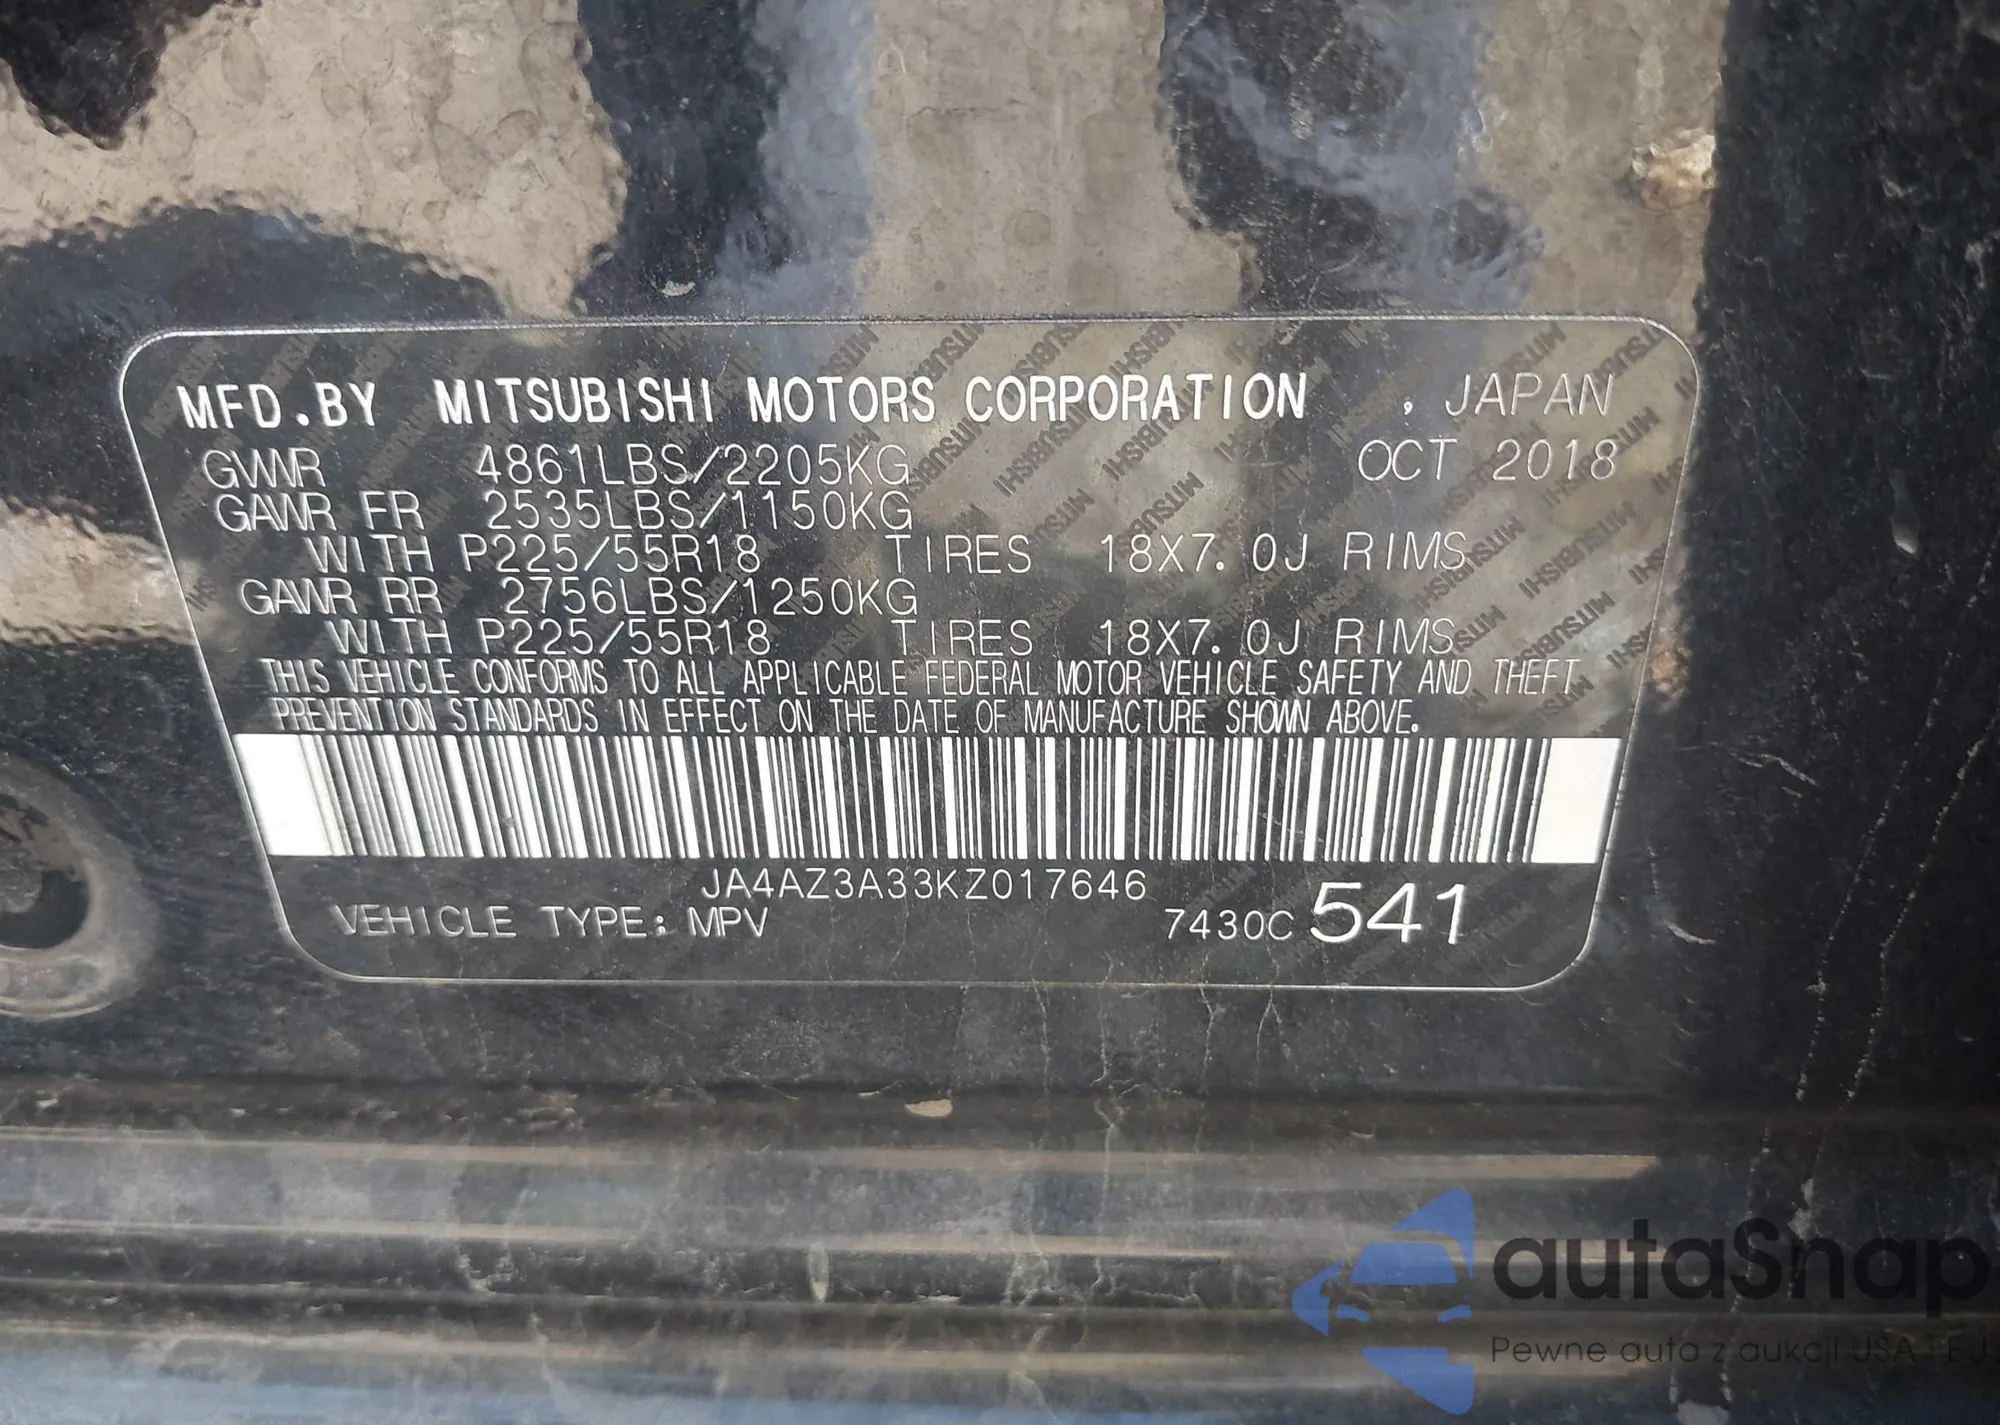 MFD.BY MITSUBISHI MOTORS CORPORATION , JAPAN
GVWR 4861LBS/2205KG OCT 2018
GAWR FR 2535LBS/1150KG
WITH P225/55R18 TIRES 18X7.0J RIMS
GAWR RR 2756LBS/1250KG
WITH P225/55R18 TIRES 18X7.0J RIMS
THIS VEHICLE CONFORMS TO ALL APPLICABLE FEDERAL MOTOR VEHICLE SAFETY AND THEFT
PREVENTION STANDARDS IN EFFECT ON THE DATE OF MANUFACTURE SHOWN ABOVE.
JA4AZ3A33KZ017646
VEHICLE TYPE: MPV 7430C 541
autaSnap
Pewne auta z aukcji USA i EJ